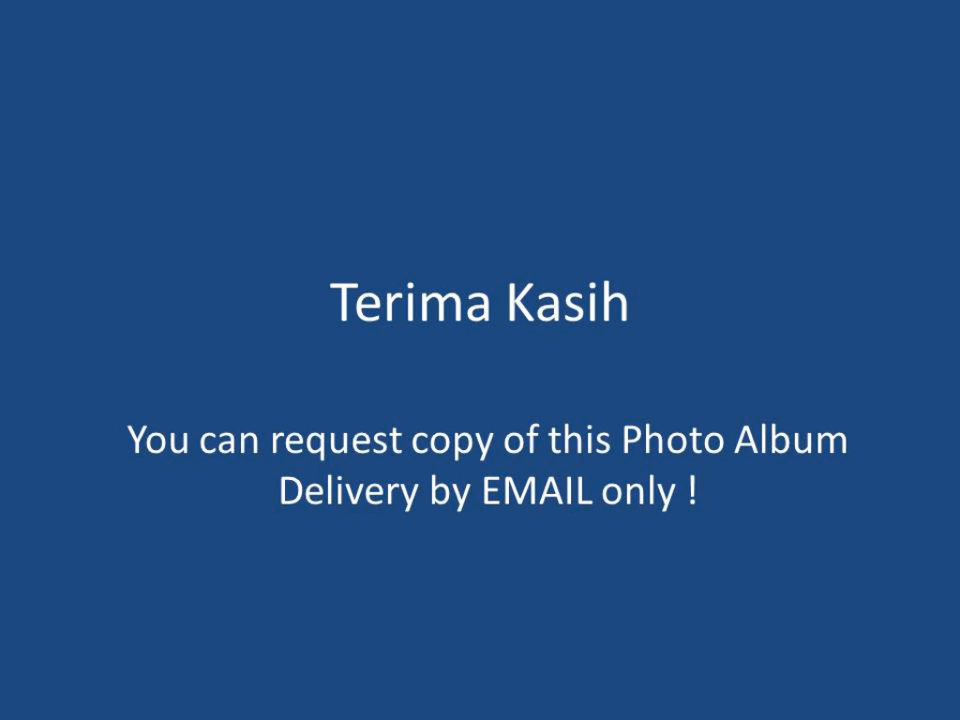 Terima Kasih
You can request copy of this Photo Album
Delivery by EMAIL only !